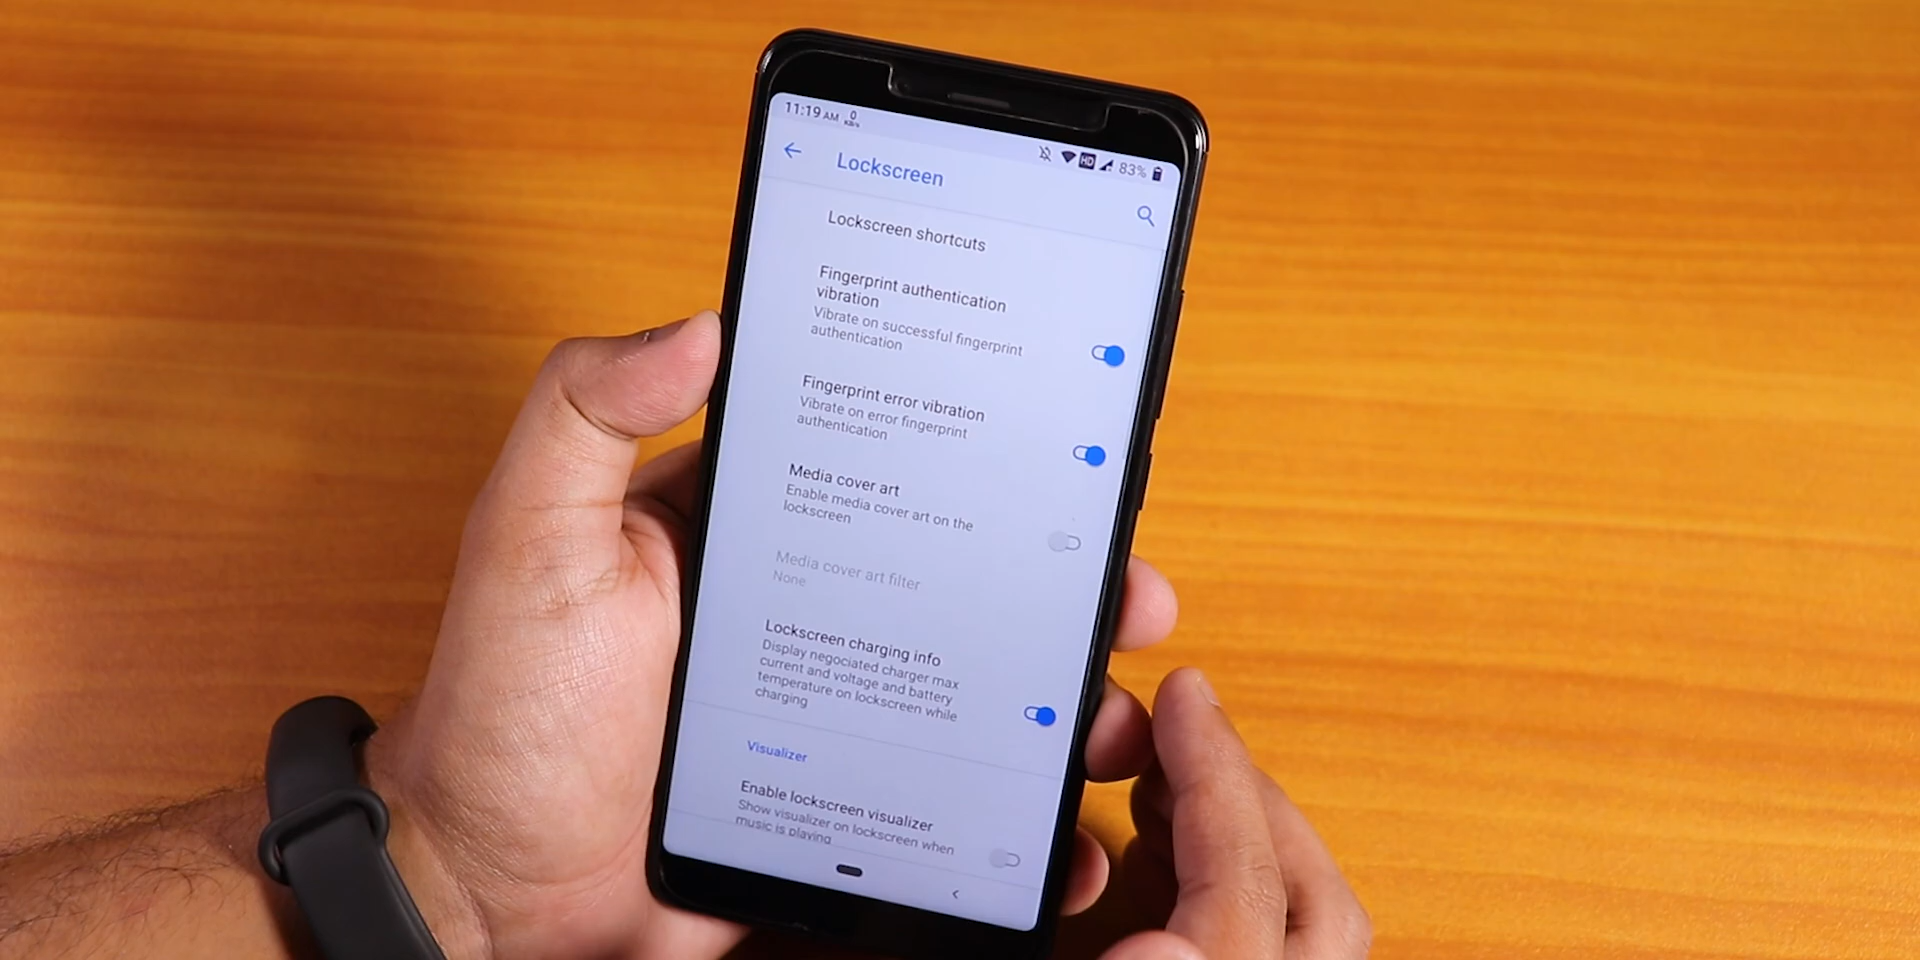 11:19 AM 0
KB/s
HD 83%
Lockscreen
Lockscreen shortcuts
Fingerprint authentication
vibration
Vibrate on successful fingerprint
authentication
Fingerprint error vibration
Vibrate on error fingerprint
authentication
Media cover art
Enable media cover art on the
lockscreen
Media cover art filter
None
Lockscreen charging info
Display negociated charger max
current and voltage and battery
temperature on lockscreen while
charging
Visualizer
Enable lockscreen visualizer
Show visualizer on lockscreen when
music is playing